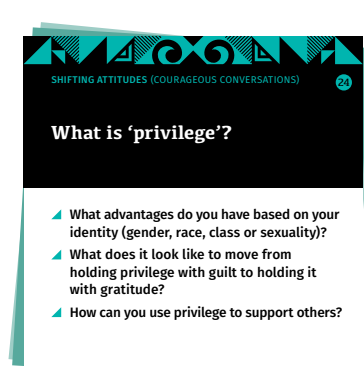 SHIFTING ATTITUDES (COURAGEOUS CONVERSATIONS) 24
What is ‘privilege’?
What advantages do you have based on your
identity (gender, race, class or sexuality)?
What does it look like to move from
holding privilege with guilt to holding it
with gratitude?
How can you use privilege to support others?